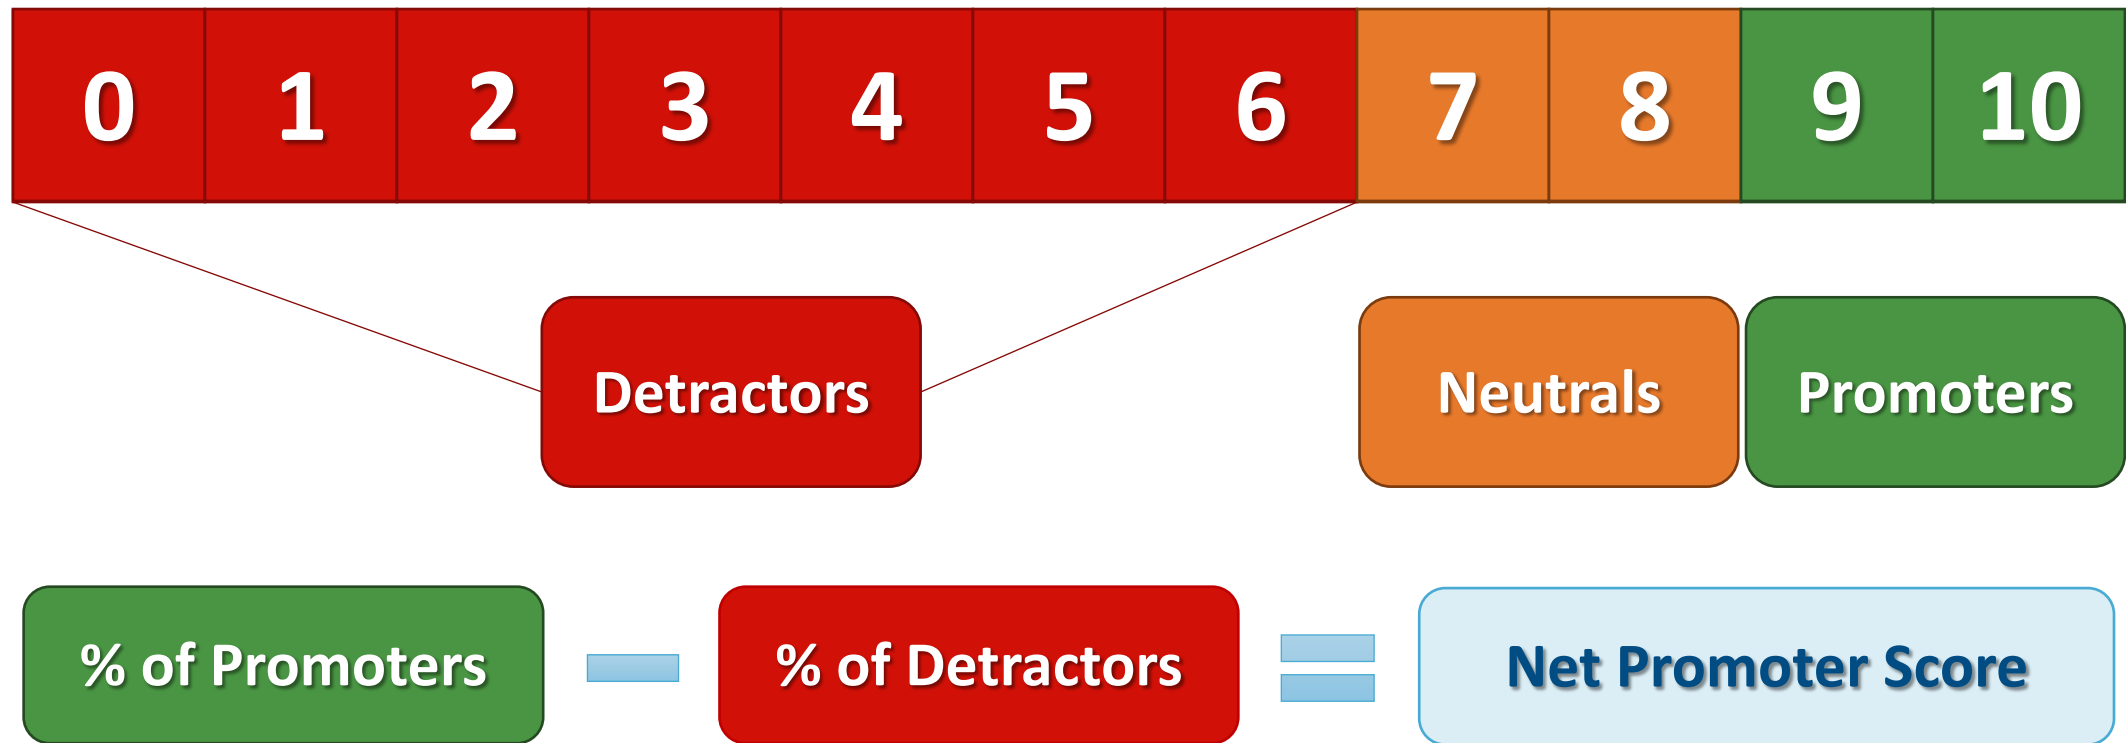 0 1 2 3 4 5 6 7 8 9 10
Detractors Neutrals Promoters
% of Promoters - % of Detractors = Net Promoter Score